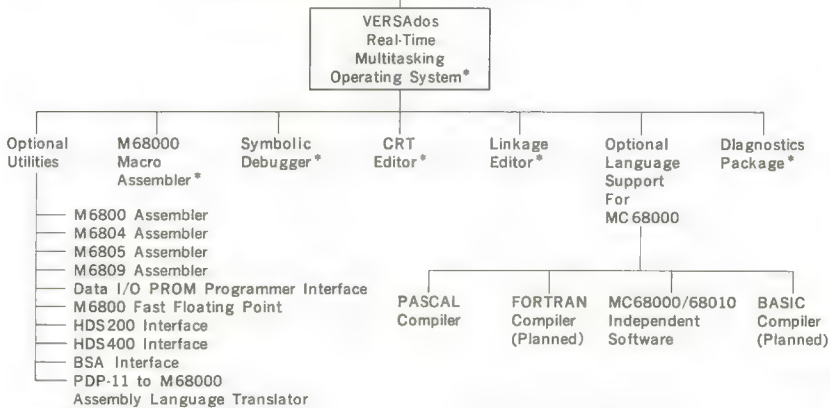 VERSAdos
Real-Time
Multitasking
Operating System*
Optional
Utilities
M68000
Macro
Assembler*
Symbolic
Debugger*
CRT
Editor*
Linkage
Editor*
Optional
Language
Support
For
MC68000
Diagnostics
Package*
M6800 Assembler
M6804 Assembler
M6805 Assembler
M6809 Assembler
Data I/O PROM Programmer Interface
M6800 Fast Floating Point
HDS200 Interface
HDS400 Interface
BSA Interface
PDP-11 to M68000
Assembly Language Translator
PASCAL
Compiler
FORTRAN
Compiler
(Planned)
MC68000/68010
Independent
Software
BASIC
Compiler
(Planned)